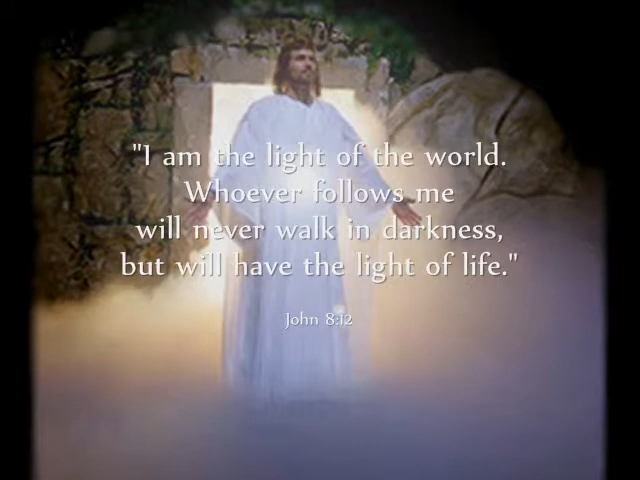 "I am the light of the world.
Whoever follows me
will never walk in darkness,
but will have the light of life."
John 8:12